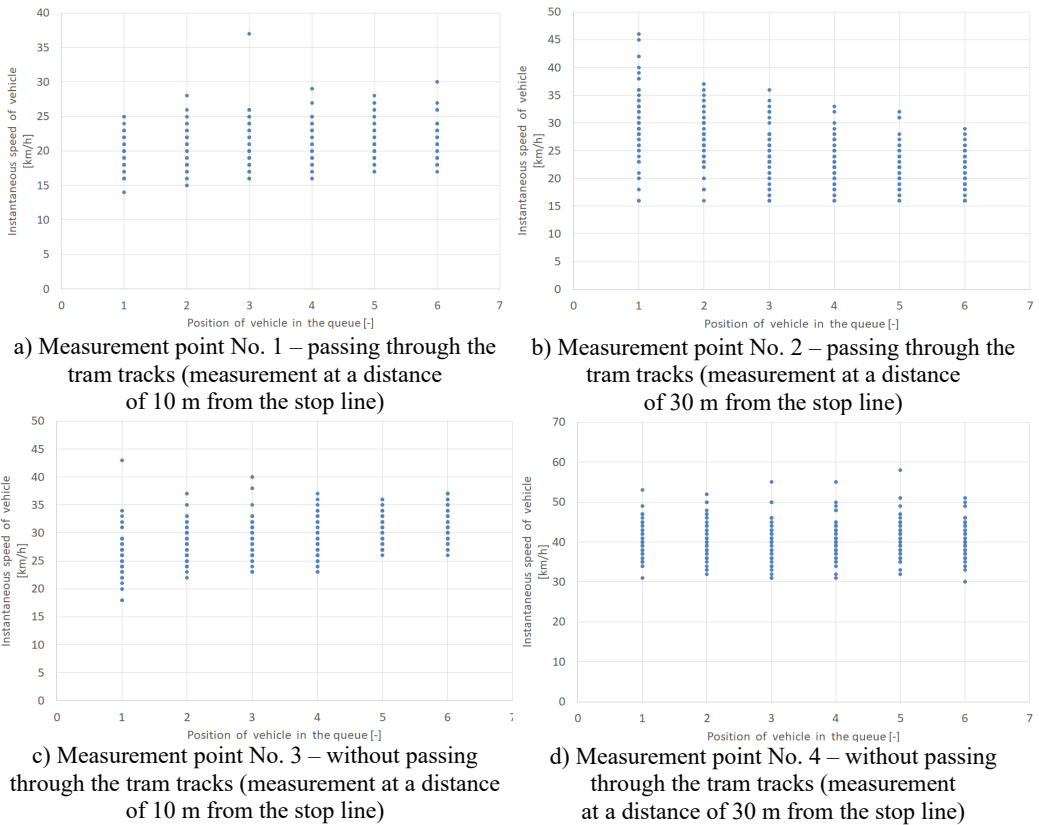 40
35
30
25
20
15
10
5
0
0 1 2 3 4 5 6 7
Instantaneous speed of vehicle
[km/h]
Position of vehicle in the queue [-]
a) Measurement point No. 1 – passing through the
tram tracks (measurement at a distance
of 10 m from the stop line)
50
45
40
35
30
25
20
15
10
5
0
0 1 2 3 4 5 6 7
Instantaneous speed of vehicle
[km/h]
Position of vehicle in the queue [-]
b) Measurement point No. 2 – passing through the
tram tracks (measurement at a distance
of 30 m from the stop line)
50
45
40
35
30
25
20
15
10
5
0
0 1 2 3 4 5 6 7
Instantaneous speed of vehicle
[km/h]
Position of vehicle in the queue [-]
c) Measurement point No. 3 – without passing
through the tram tracks (measurement at a distance
of 10 m from the stop line)
70
60
50
40
30
20
10
0
0 1 2 3 4 5 6 7
Instantaneous speed of vehicle
[km/h]
Position of vehicle in the queue [-]
d) Measurement point No. 4 – without passing
through the tram tracks (measurement
at a distance of 30 m from the stop line)